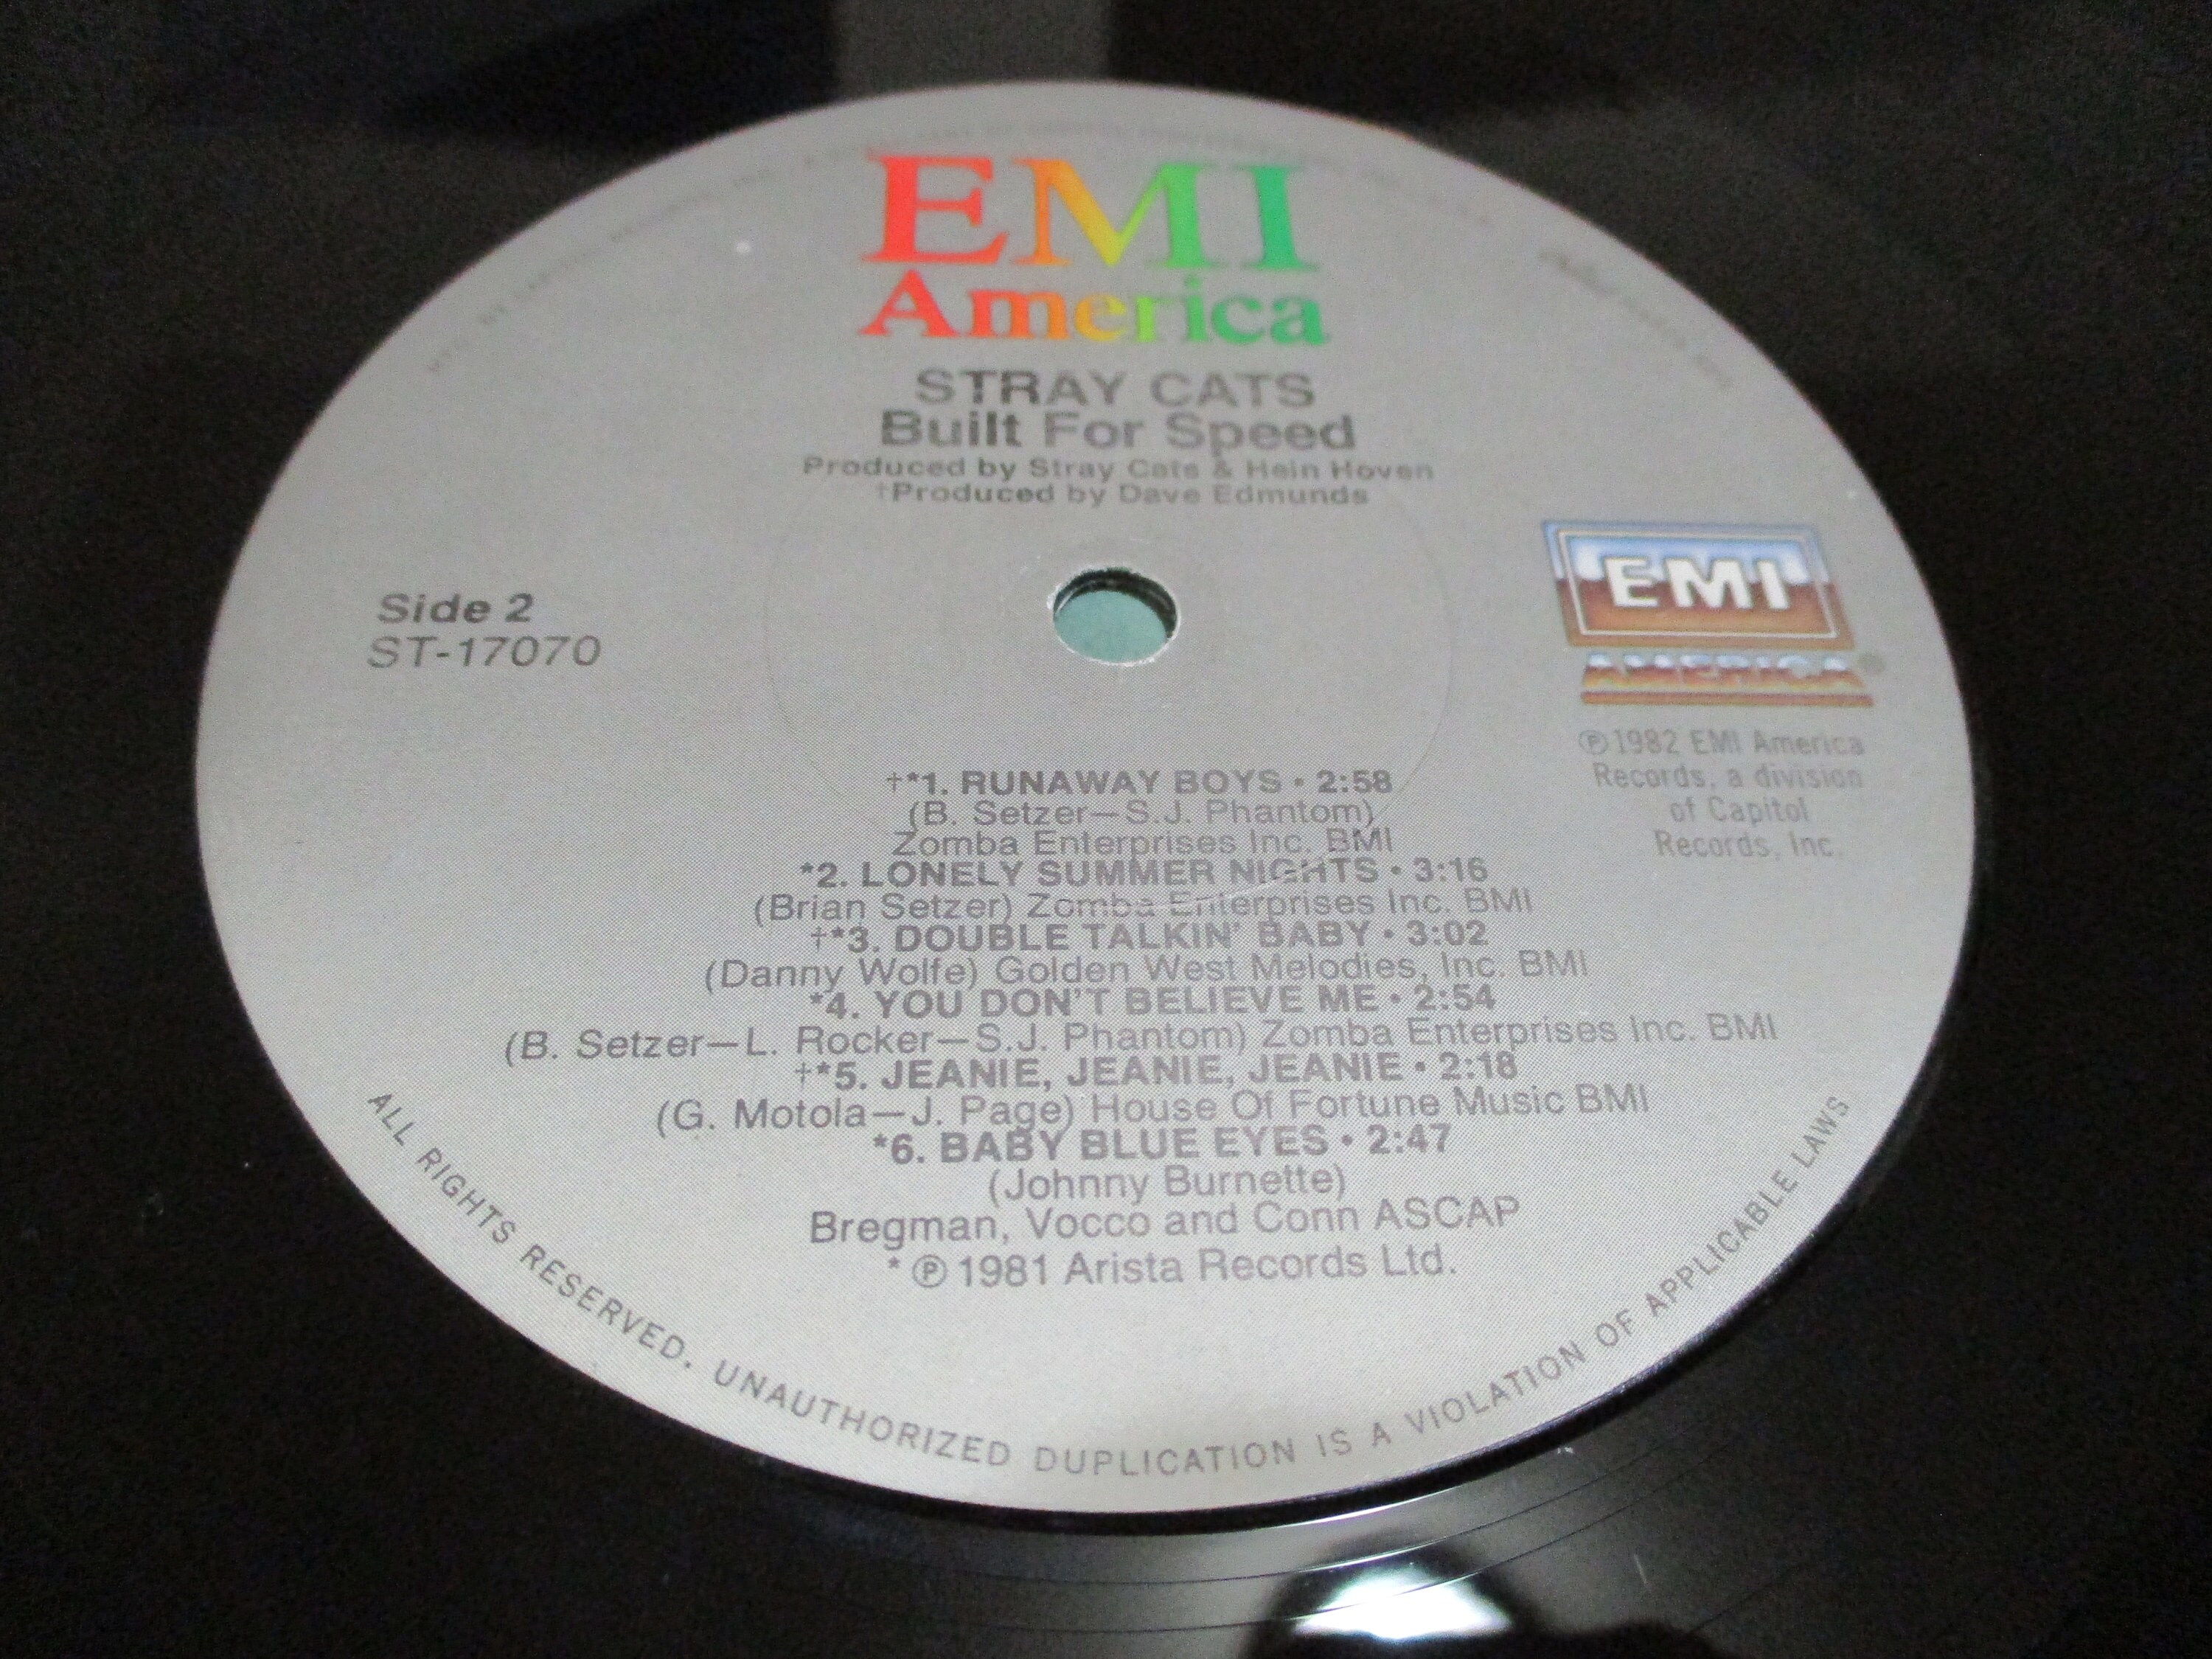 EMI
America
STRAY CATS
Built For Speed
Produced by Stray Cats & Hein Hoven
†Produced by Dave Edmunds
Side 2
ST-17070
EMI
AMERICA
℗1982 EMI America
Records, a division
of Capitol
Records, Inc.
†*1. RUNAWAY BOYS • 2:58
(B. Setzer—S.J. Phantom)
Zomba Enterprises Inc. BMI
*2. LONELY SUMMER NIGHTS • 3:16
(Brian Setzer) Zomba Enterprises Inc. BMI
†*3. DOUBLE TALKIN' BABY • 3:02
(Danny Wolfe) Golden West Melodies, Inc. BMI
*4. YOU DON'T BELIEVE ME • 2:54
(B. Setzer—L. Rocker—S.J. Phantom) Zomba Enterprises Inc. BMI
†*5. JEANIE, JEANIE, JEANIE • 2:18
(G. Motola—J. Page) House Of Fortune Music BMI
*6. BABY BLUE EYES • 2:47
(Johnny Burnette)
Bregman, Vocco and Conn ASCAP
* ℗ 1981 Arista Records Ltd.
ALL RIGHTS RESERVED. UNAUTHORIZED DUPLICATION IS A VIOLATION OF APPLICABLE LAWS